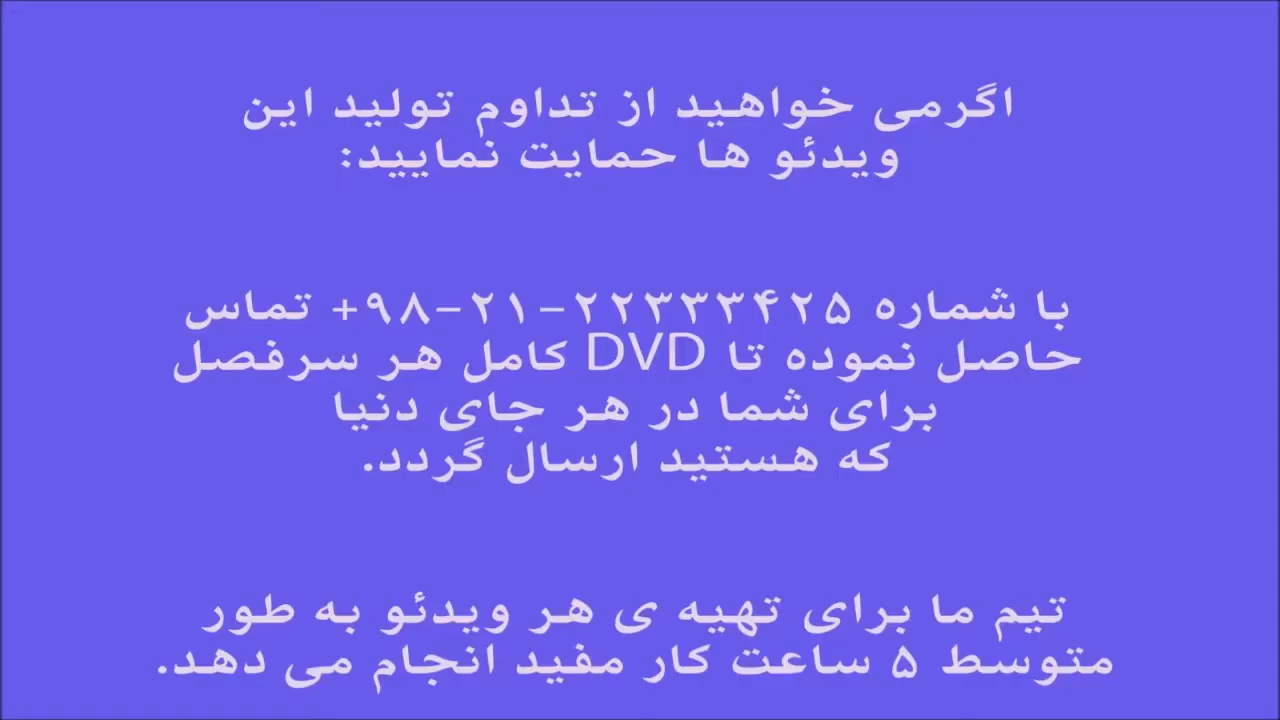 اگرمی خواهید از تداوم تولید این
ویدئو ها حمایت نمایید:
با شماره ۲۲۳۳۳۴۲۵-۲۱-۹۸+ تماس
حاصل نموده تا DVD کامل هر سرفصل
برای شما در هر جای دنیا
که هستید ارسال گردد.
تیم ما برای تهیه ی هر ویدئو به طور
متوسط ۵ ساعت کار مفید انجام می دهد.